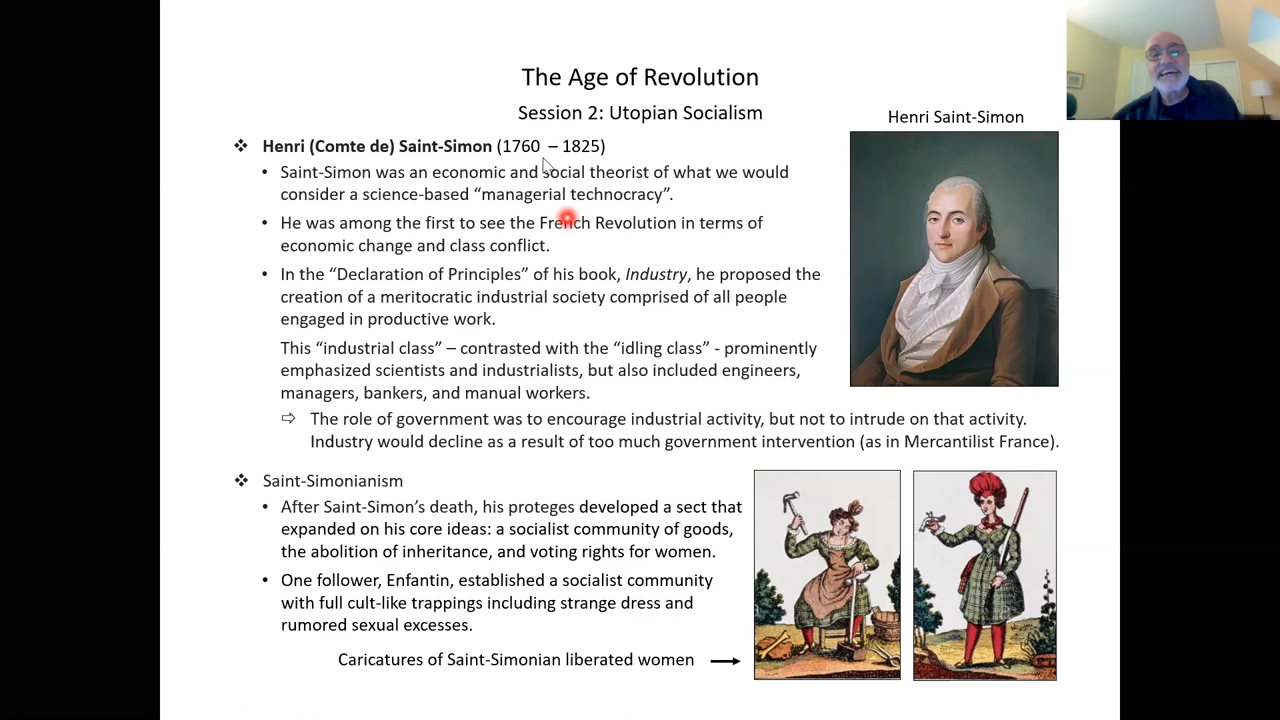 The Age of Revolution
Session 2: Utopian Socialism
Henri Saint-Simon
❖ Henri (Comte de) Saint-Simon (1760 – 1825)
• Saint-Simon was an economic and social theorist of what we would
consider a science-based “managerial technocracy”.
• He was among the first to see the French Revolution in terms of
economic change and class conflict.
• In the “Declaration of Principles” of his book, Industry, he proposed the
creation of a meritocratic industrial society comprised of all people
engaged in productive work.
This “industrial class” – contrasted with the “idling class” - prominently
emphasized scientists and industrialists, but also included engineers,
managers, bankers, and manual workers.
⇨ The role of government was to encourage industrial activity, but not to intrude on that activity.
Industry would decline as a result of too much government intervention (as in Mercantilist France).
❖ Saint-Simonianism
• After Saint-Simon’s death, his proteges developed a sect that
expanded on his core ideas: a socialist community of goods,
the abolition of inheritance, and voting rights for women.
• One follower, Enfantin, established a socialist community
with full cult-like trappings including strange dress and
rumored sexual excesses.
Caricatures of Saint-Simonian liberated women